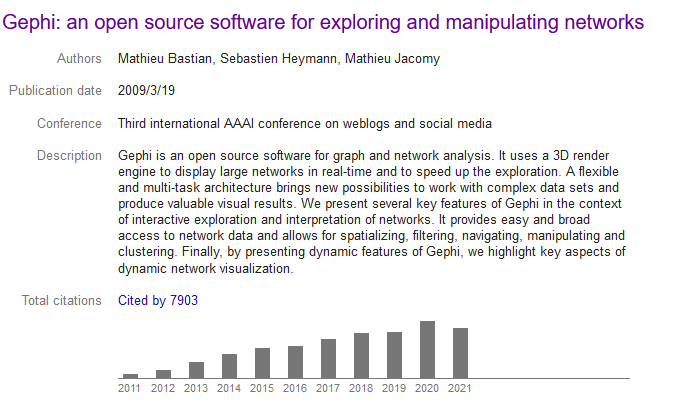 Gephi: an open source software for exploring and manipulating networks
Authors Mathieu Bastian, Sebastien Heymann, Mathieu Jacomy
Publication date 2009/3/19
Conference Third international AAAI conference on weblogs and social media
Description Gephi is an open source software for graph and network analysis. It uses a 3D render
engine to display large networks in real-time and to speed up the exploration. A flexible
and multi-task architecture brings new possibilities to work with complex data sets and
produce valuable visual results. We present several key features of Gephi in the context
of interactive exploration and interpretation of networks. It provides easy and broad
access to network data and allows for spatializing, filtering, navigating, manipulating and
clustering. Finally, by presenting dynamic features of Gephi, we highlight key aspects of
dynamic network visualization.
Total citations Cited by 7903
2011 2012 2013 2014 2015 2016 2017 2018 2019 2020 2021